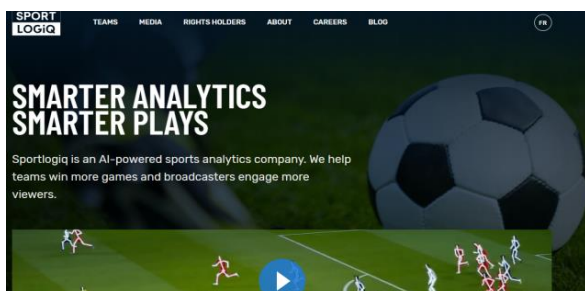 SPORT
LOGiQ
TEAMS MEDIA RIGHTS HOLDERS ABOUT CAREERS BLOG
FR
SMARTER ANALYTICS
SMARTER PLAYS
Sportlogiq is an AI-powered sports analytics company. We help
teams win more games and broadcasters engage more
viewers.